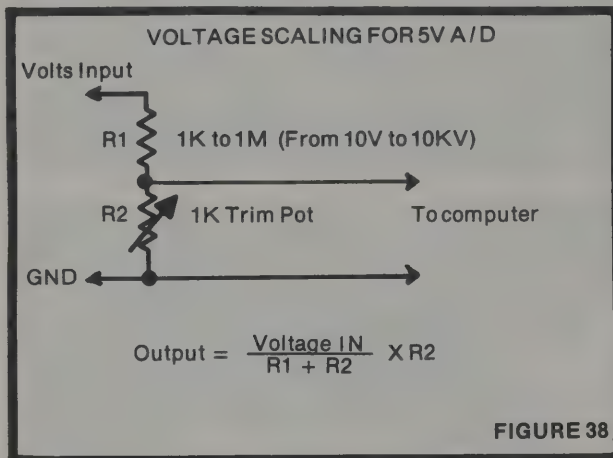 VOLTAGE SCALING FOR 5V A/D
Volts Input
R1 1K to 1M (From 10V to 10KV)
R2 1K Trim Pot To computer
GND
Output = Voltage IN / R1 + R2 X R2
FIGURE 38